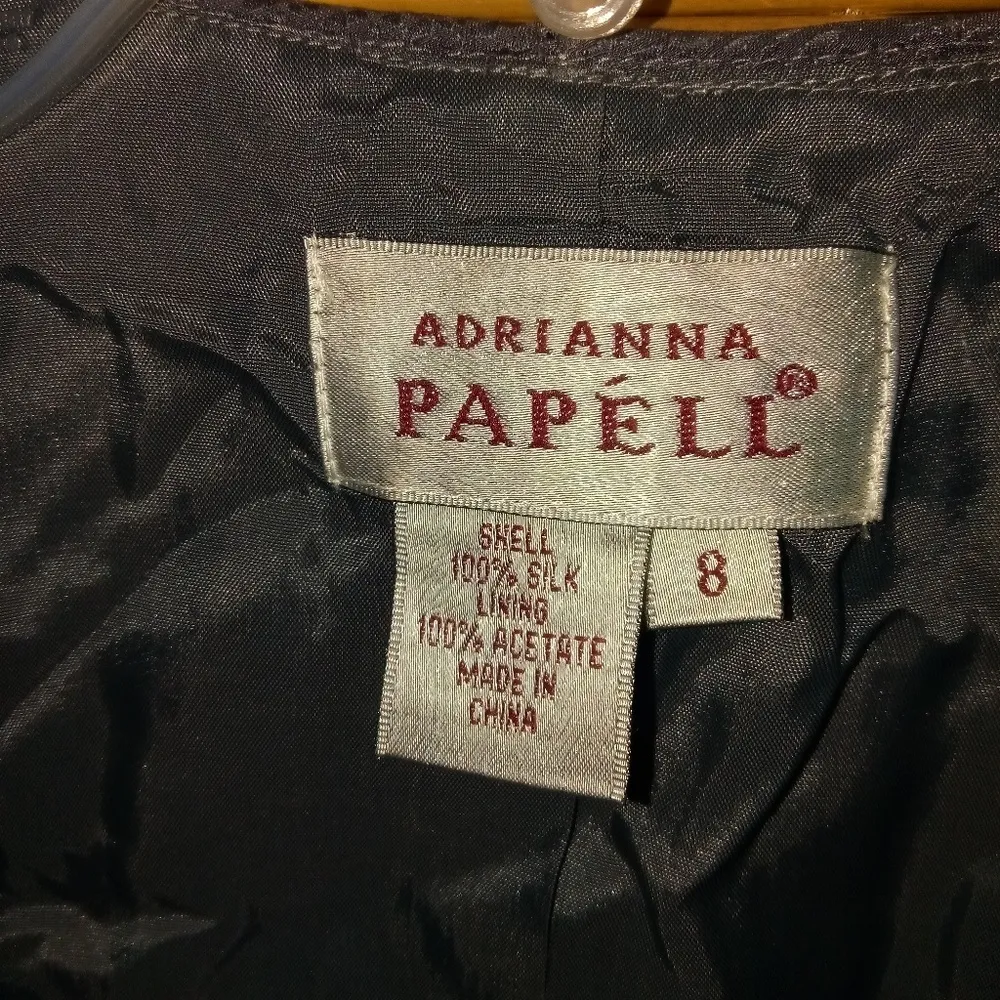 ADRIANNA
PAPÉLL®
SHELL
100% SILK
LINING
100% ACETATE
MADE IN
CHINA
8